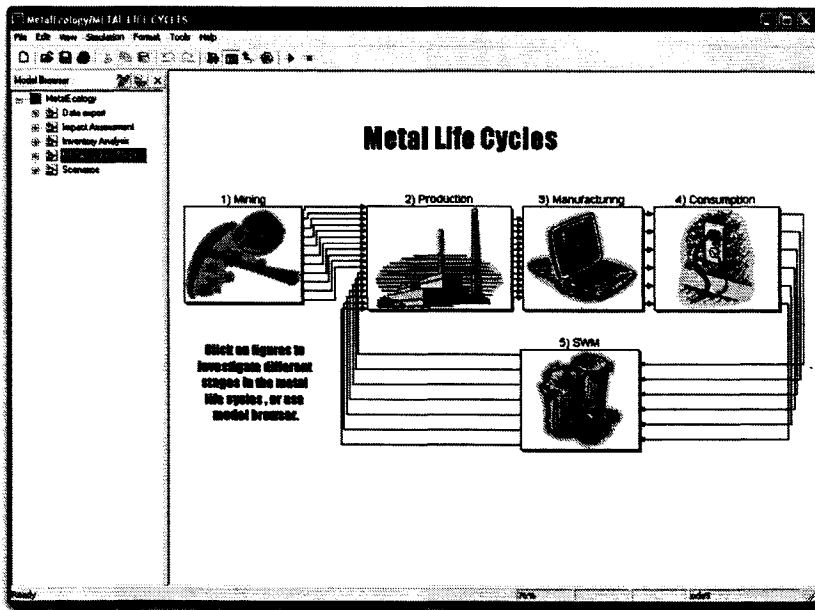 MetalEcology/METAL LIFE CYCLES
File Edit View Simulation Format Tools Help
Model Browser
MetalEcology
Data export
Impact Assessment
Inventory Analysis
Scenarios
Metal Life Cycles
1) Mining
2) Production
3) Manufacturing
4) Consumption
5) SWM
Click on figures to
investigate different
stages in the metal
life cycles , or use
model browser.
Ready
70%